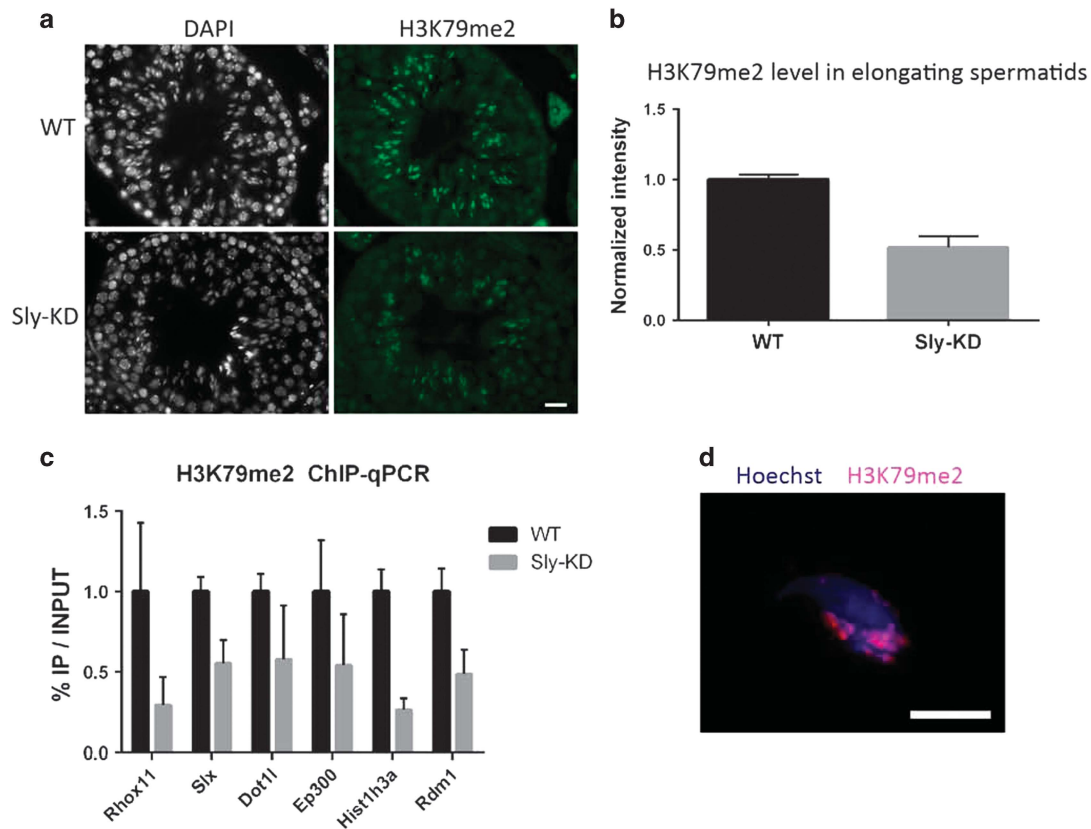 a
DAPI
H3K79me2
WT
Sly-KD
b
H3K79me2 level in elongating spermatids
Normalized intensity
1.5
1.0
0.5
0.0
WT
Sly-KD
c
H3K79me2 ChIP-qPCR
% IP / INPUT
1.5
1.0
0.5
0.0
WT
Sly-KD
Rhox11
Slx
Dot1l
Ep300
Hist1h3a
Rdm1
d
Hoechst H3K79me2